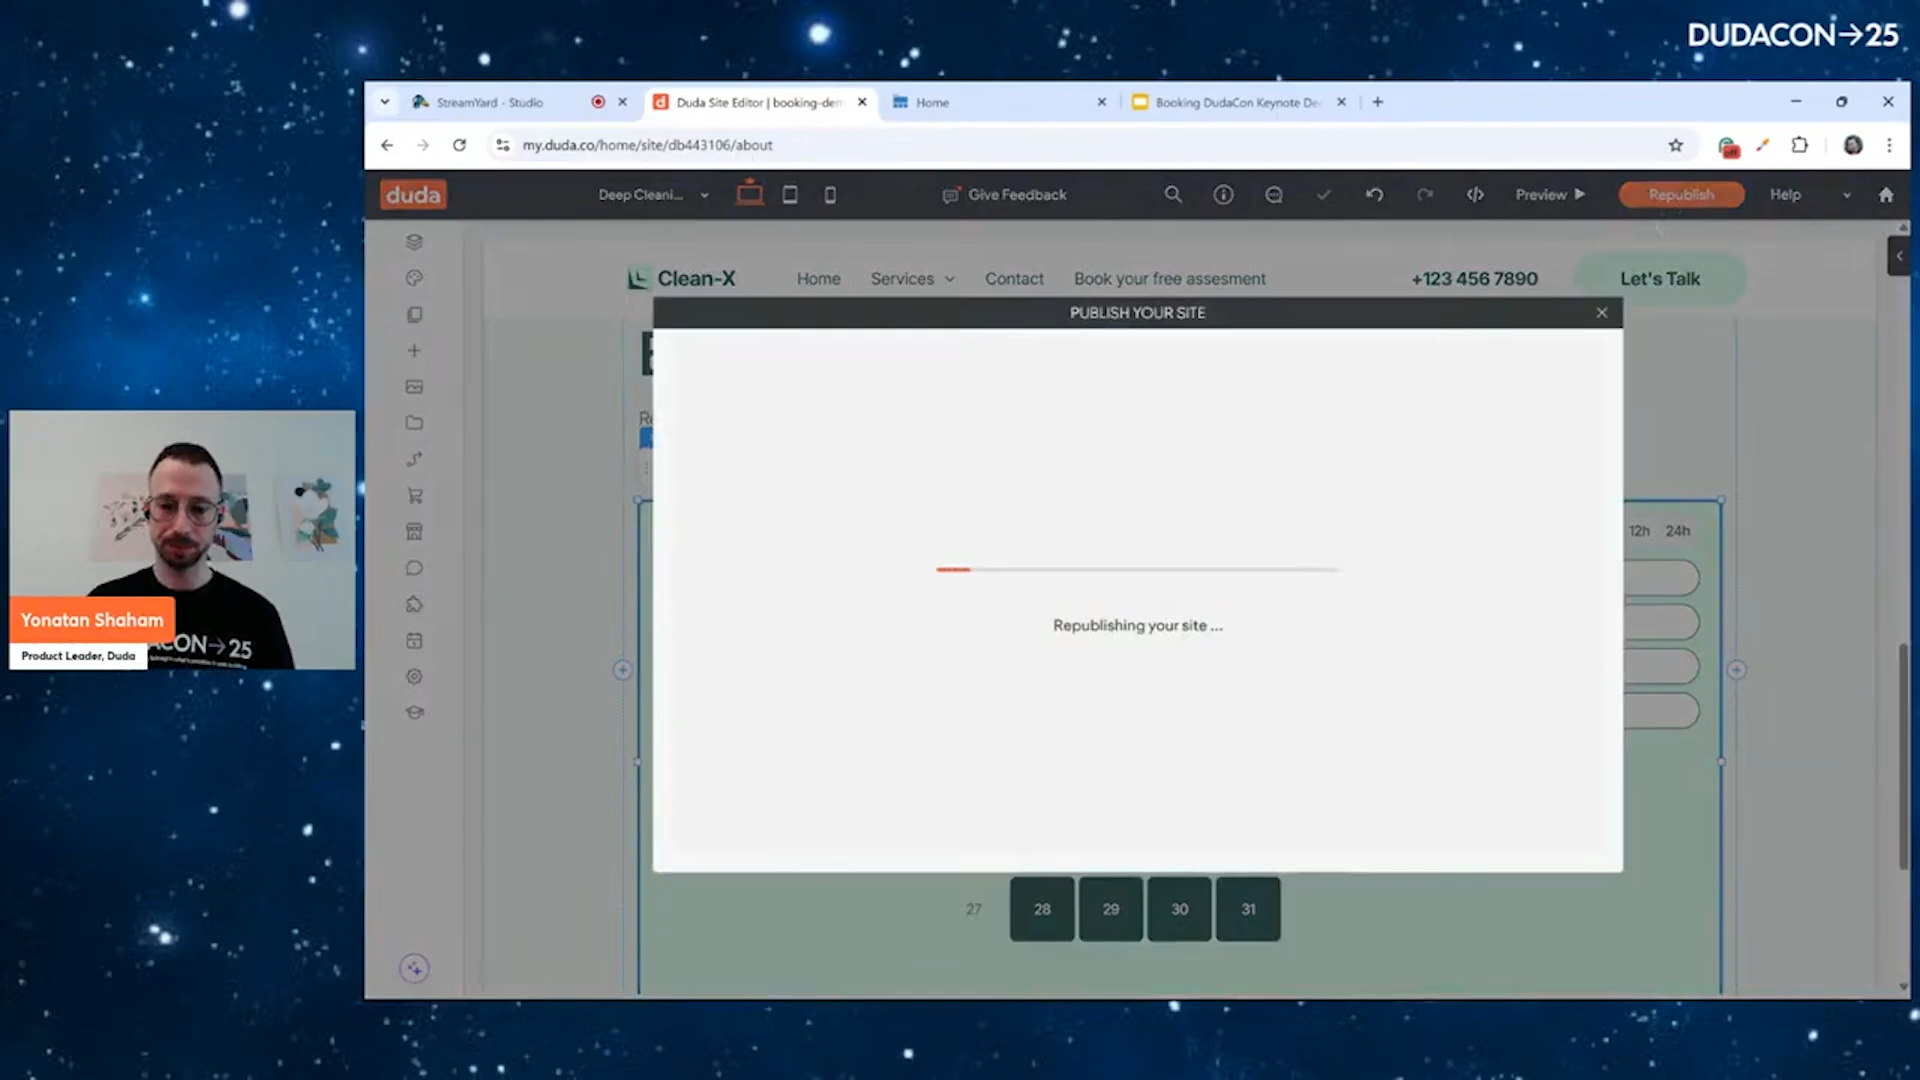 DUDACON→25
StreamYard - Studio
Duda Site Editor | booking-den
Home
Booking DudaCon Keynote De
my.duda.co/home/site/db443106/about
duda
Deep Cleani...
Give Feedback
Preview
Republish
Help
Clean-X
Home
Services
Contact
Book your free assesment
+123 456 7890
Let's Talk
PUBLISH YOUR SITE
12h 24h
Republishing your site ...
27 28 29 30 31
Yonatan Shaham
Product Leader, Duda
CON→25